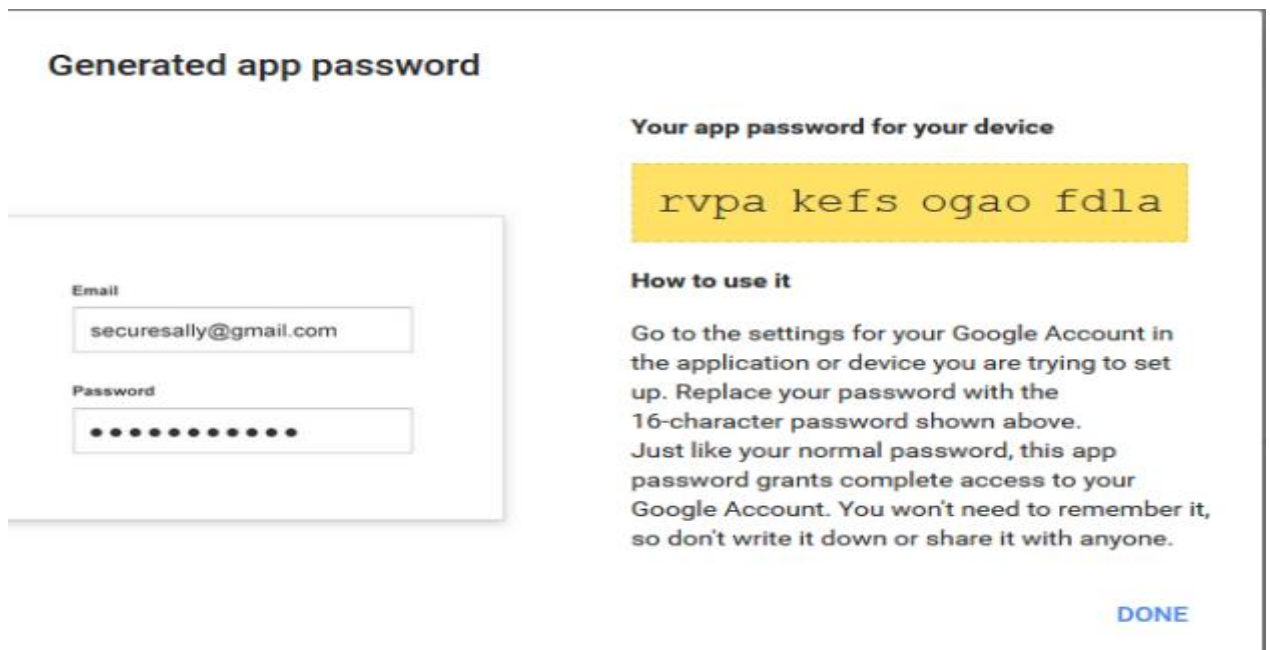 Generated app password
Email
securesally@gmail.com
Password
Your app password for your device
rvpa kefs ogao fdla
How to use it
Go to the settings for your Google Account in
the application or device you are trying to set
up. Replace your password with the
16-character password shown above.
Just like your normal password, this app
password grants complete access to your
Google Account. You won't need to remember it,
so don't write it down or share it with anyone.
DONE